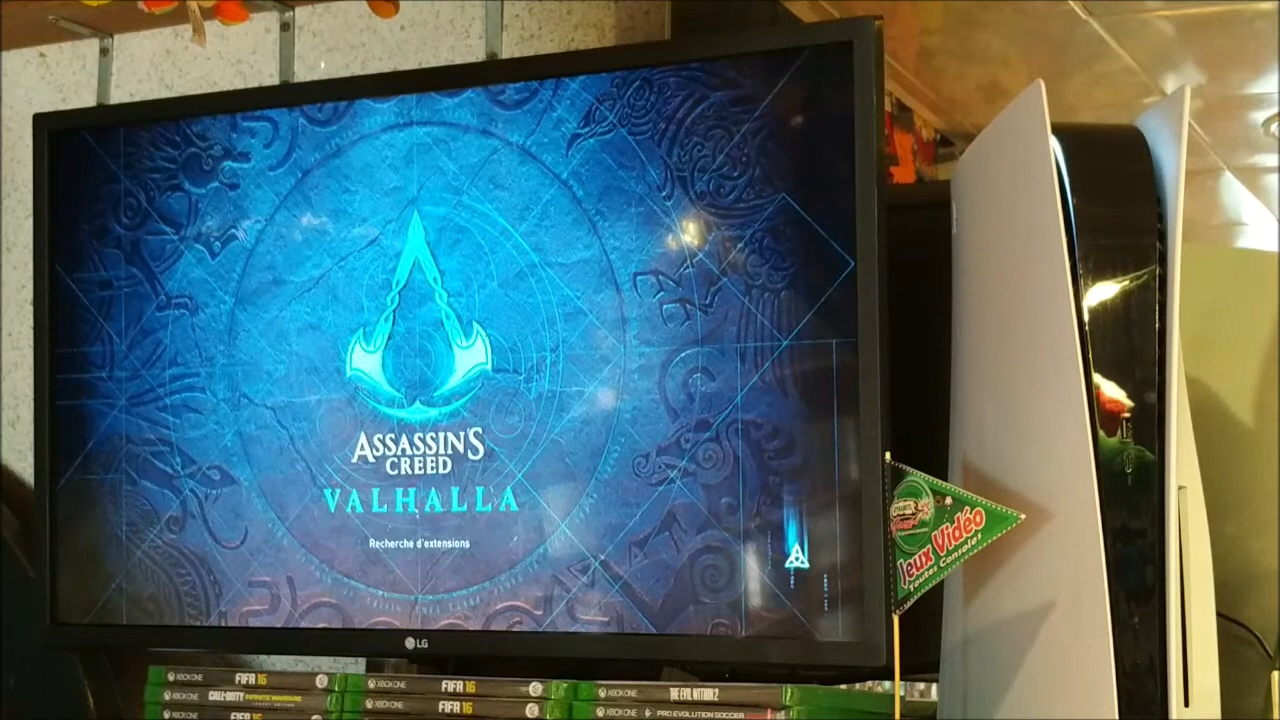 ASSASSIN'S
CREED
VALHALLA
Recherche d'extensions
LG
Jeux Vidéo
Toutes Consoles
XBOX ONE FIFA 16
XBOX ONE FIFA 16
XBOX ONE THE EVIL WITHIN 2
XBOX ONE CALL OF DUTY INFINITE WARFARE
XBOX ONE FIFA 16
XBOX ONE PRO EVOLUTION SOCCER
XBOX ONE FIFA 16